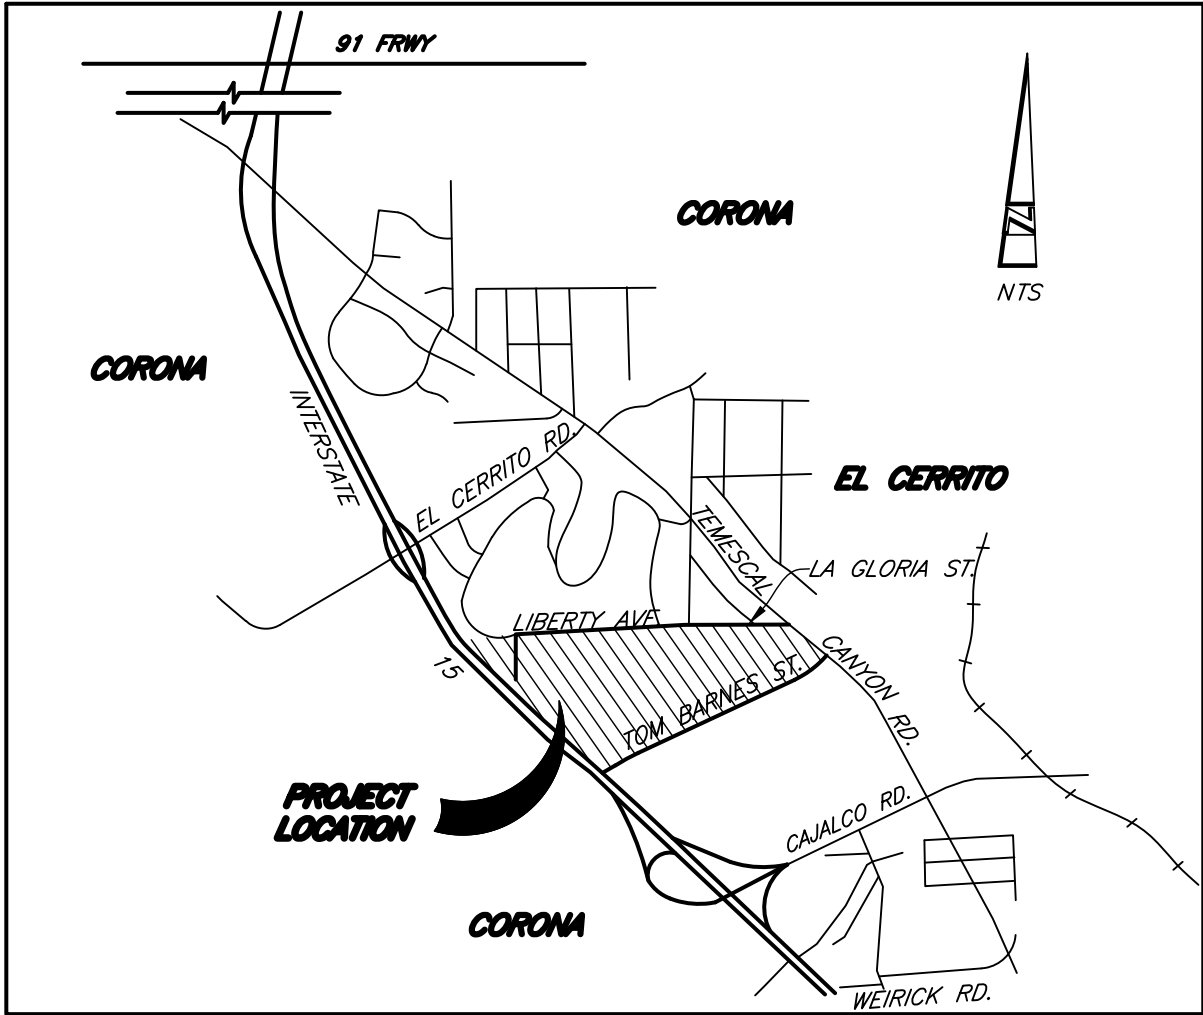 91 FRWY
CORONA
N
NTS
CORONA
INTERSTATE
EL CERRITO RD.
EL CERRITO
TEMESCAL
LA GLORIA ST.
LIBERTY AVE
15
CANYON RD.
TOM BARNES ST.
PROJECT
LOCATION
CAJALCO RD.
CORONA
WEIRICK RD.